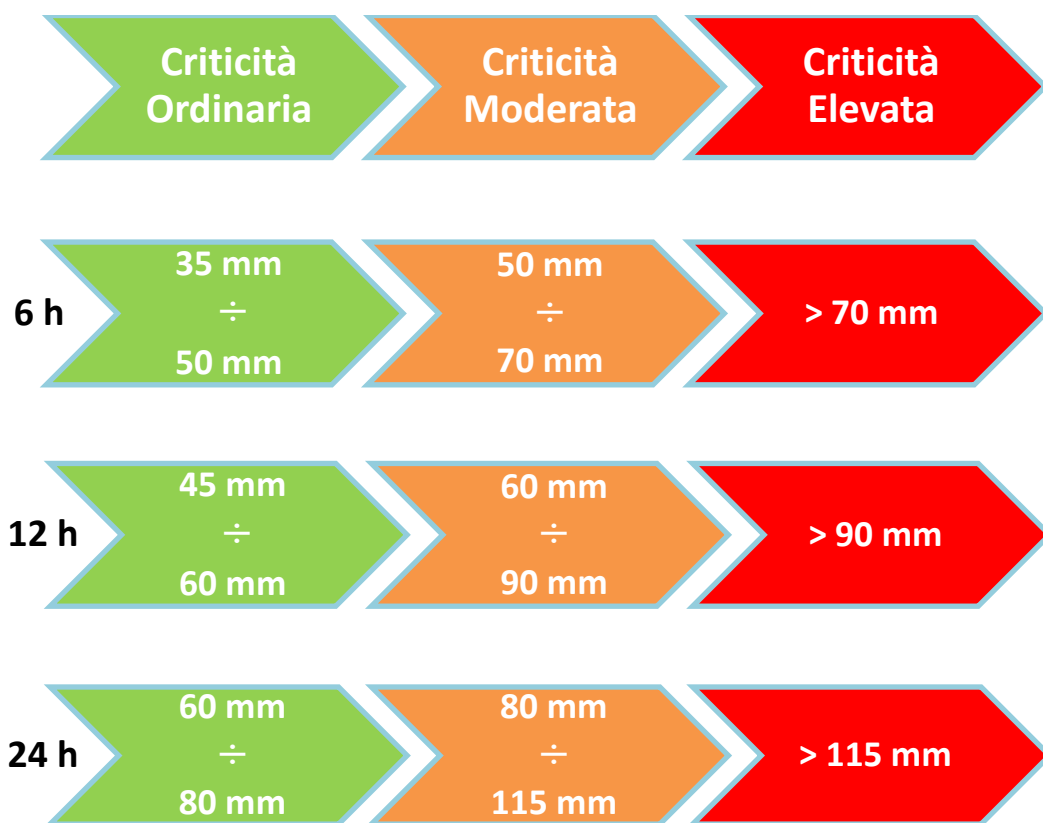 Criticità
Ordinaria
Criticità
Moderata
Criticità
Elevata
6 h
35 mm
÷
50 mm
50 mm
÷
70 mm
> 70 mm
12 h
45 mm
÷
60 mm
60 mm
÷
90 mm
> 90 mm
24 h
60 mm
÷
80 mm
80 mm
÷
115 mm
> 115 mm